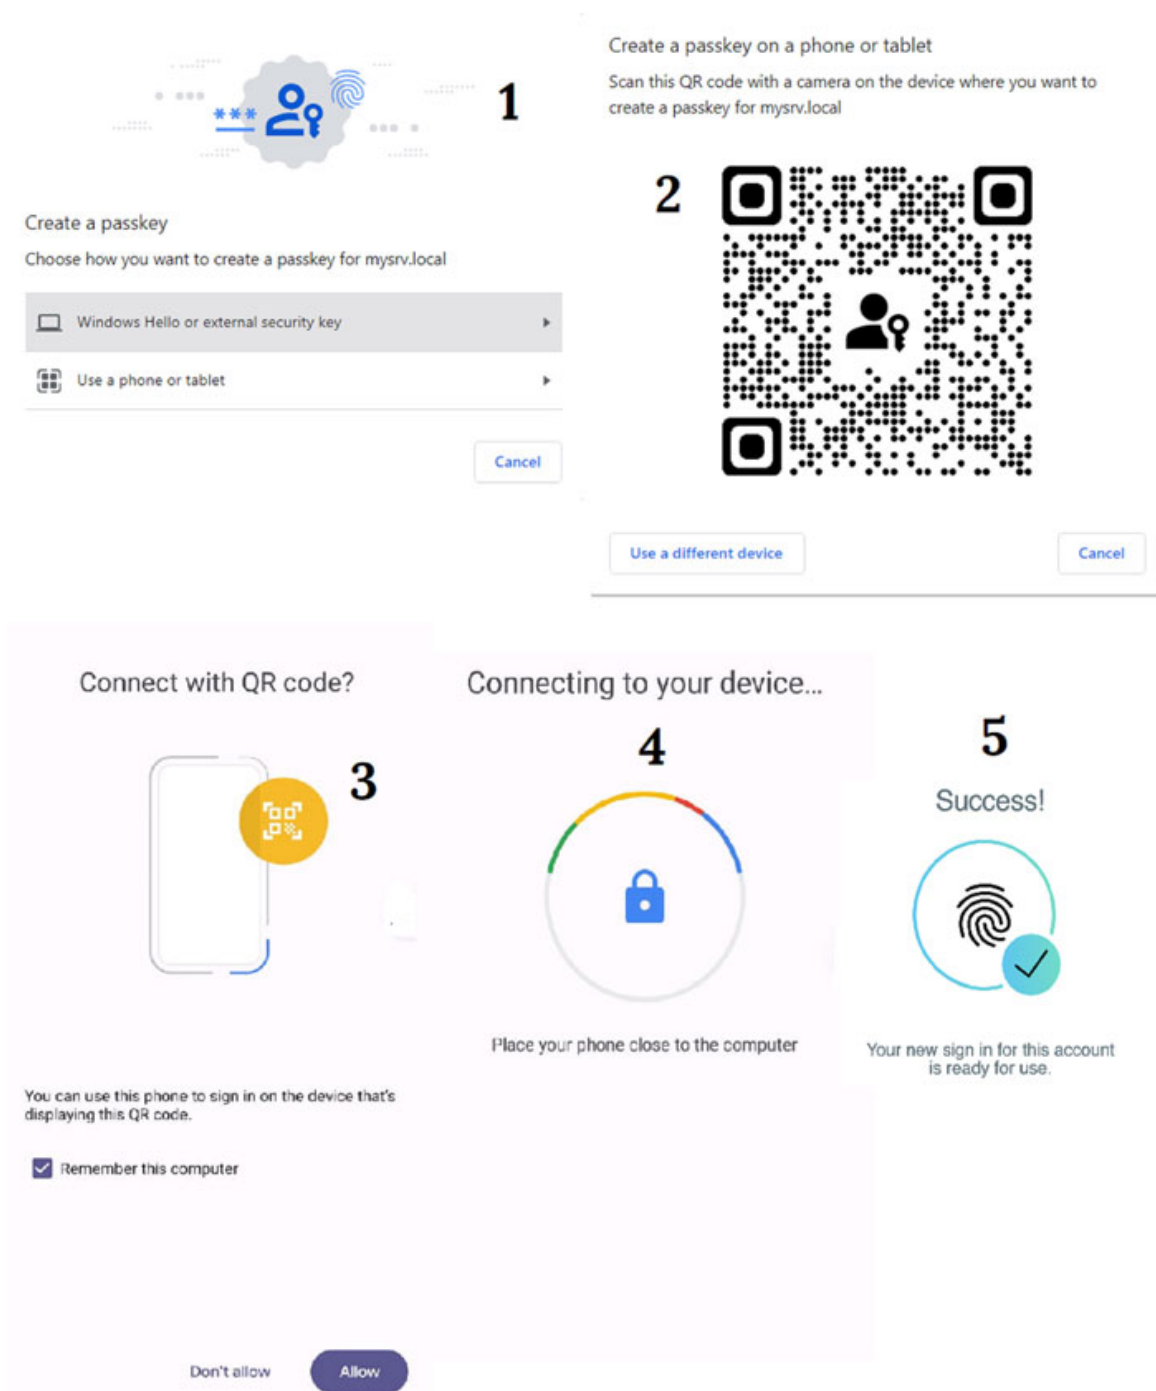 1
Create a passkey
Choose how you want to create a passkey for mysrv.local
Windows Hello or external security key
Use a phone or tablet
Cancel
Create a passkey on a phone or tablet
Scan this QR code with a camera on the device where you want to
create a passkey for mysrv.local
2
Use a different device
Cancel
Connect with QR code?
3
You can use this phone to sign in on the device that's
displaying this QR code.
Remember this computer
Don't allow
Allow
Connecting to your device...
4
Place your phone close to the computer
5
Success!
Your new sign in for this account
is ready for use.